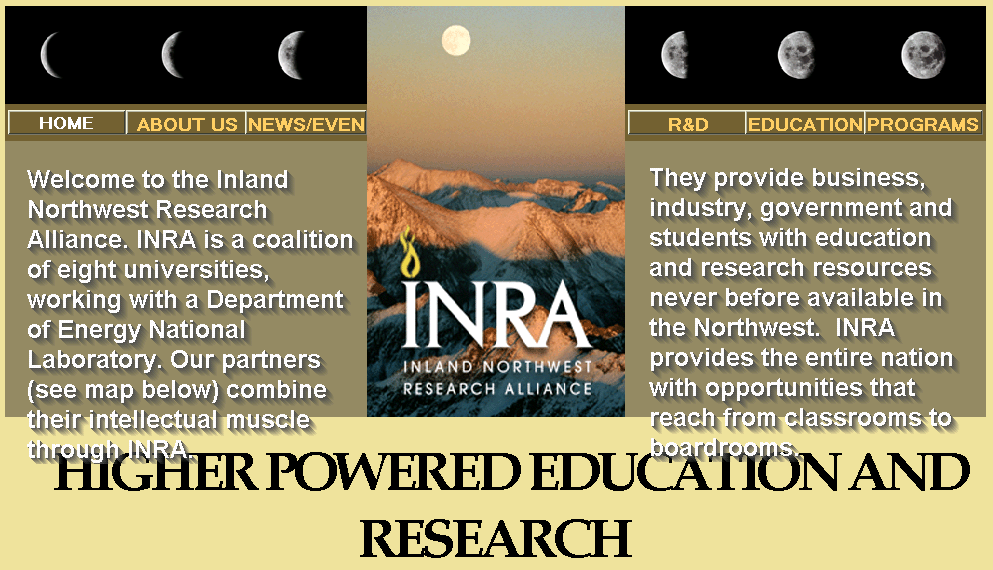 HOME
ABOUT US
NEWS/EVEN
R&D
EDUCATION
PROGRAMS
Welcome to the Inland
Northwest Research
Alliance. INRA is a coalition
of eight universities,
working with a Department
of Energy National
Laboratory. Our partners
(see map below) combine
their intellectual muscle
through INRA.
INRA
INLAND NORTHWEST
RESEARCH ALLIANCE
They provide business,
industry, government and
students with education
and research resources
never before available in
the Northwest.  INRA
provides the entire nation
with opportunities that
reach from classrooms to
boardrooms.
HIGHER POWERED EDUCATION AND
RESEARCH